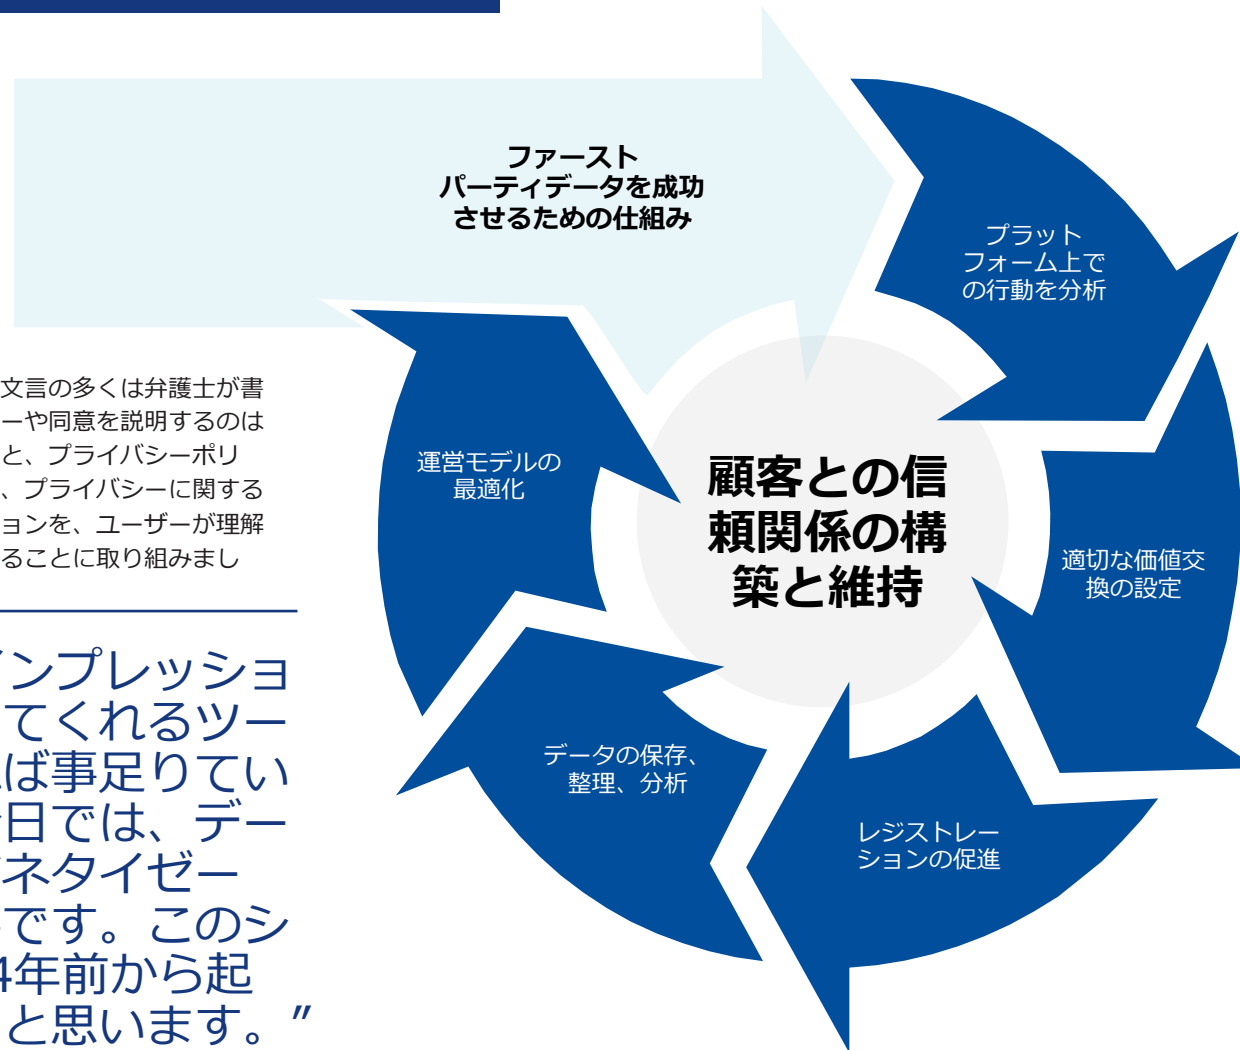 ファースト
パーティデータを成功
させるための仕組み
プラット
フォーム上で
の行動を分析
適切な価値交
換の設定
レジストレー
ションの促進
データの保存、
整理、分析
運営モデルの
最適化
顧客との信
頼関係の構
築と維持
文言の多くは弁護士が書
ーや同意を説明するのは
と、プライバシーポリ
、プライバシーに関する
ョンを、ユーザーが理解
ることに取り組みまし
インプレッショ
てくれるツー
ば事足りてい
日では、デー
マネタイゼー
です。このシ
4年前から起
と思います。”